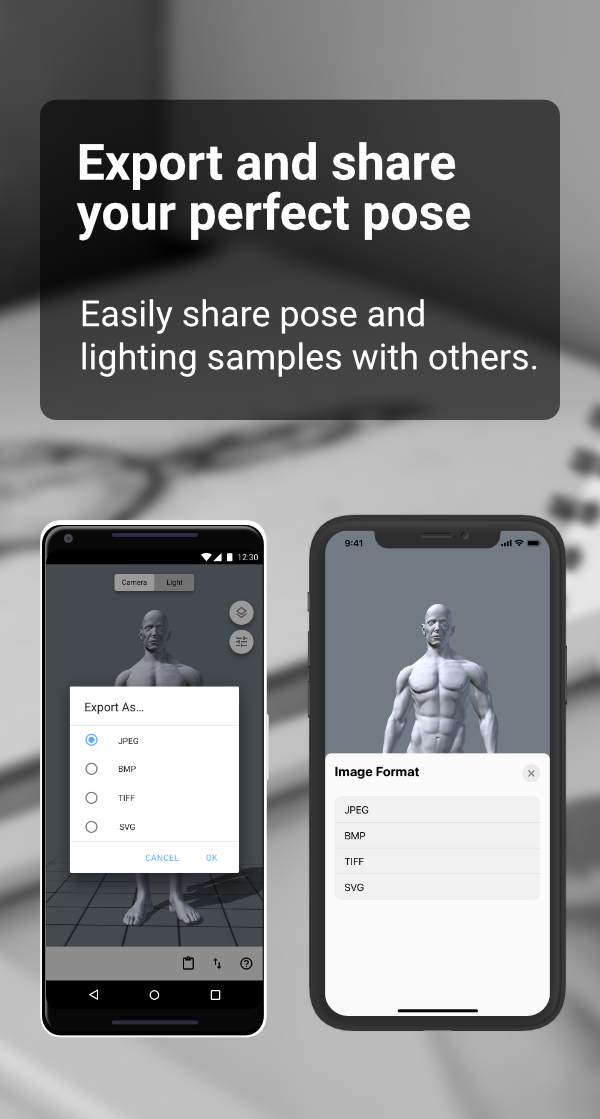 Export and share
your perfect pose
Easily share pose and
lighting samples with others.
12:30
Camera Light
Export As...
JPEG
BMP
TIFF
SVG
CANCEL OK
9:41
Image Format
JPEG
BMP
TIFF
SVG